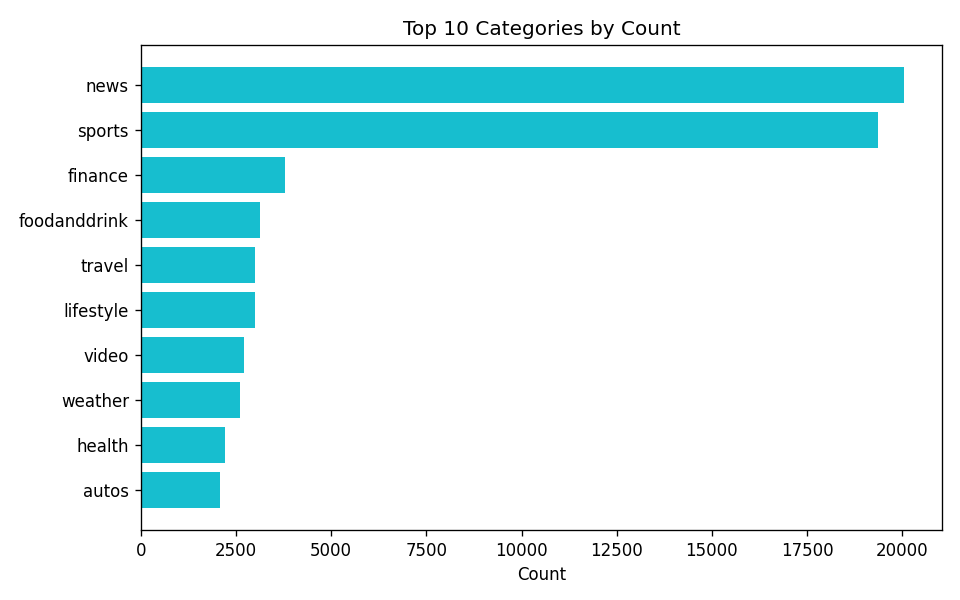 Top 10 Categories by Count
news
sports
finance
foodanddrink
travel
lifestyle
video
weather
health
autos
0 2500 5000 7500 10000 12500 15000 17500 20000
Count